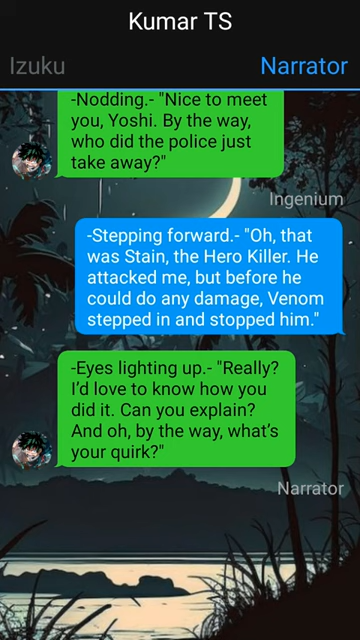 Kumar TS
Izuku
Narrator
-Nodding.- "Nice to meet
you, Yoshi. By the way,
who did the police just
take away?"
Ingenium
-Stepping forward.- "Oh, that
was Stain, the Hero Killer. He
attacked me, but before he
could do any damage, Venom
stepped in and stopped him."
-Eyes lighting up.- "Really?
I'd love to know how you
did it. Can you explain?
And oh, by the way, what's
your quirk?"
Narrator